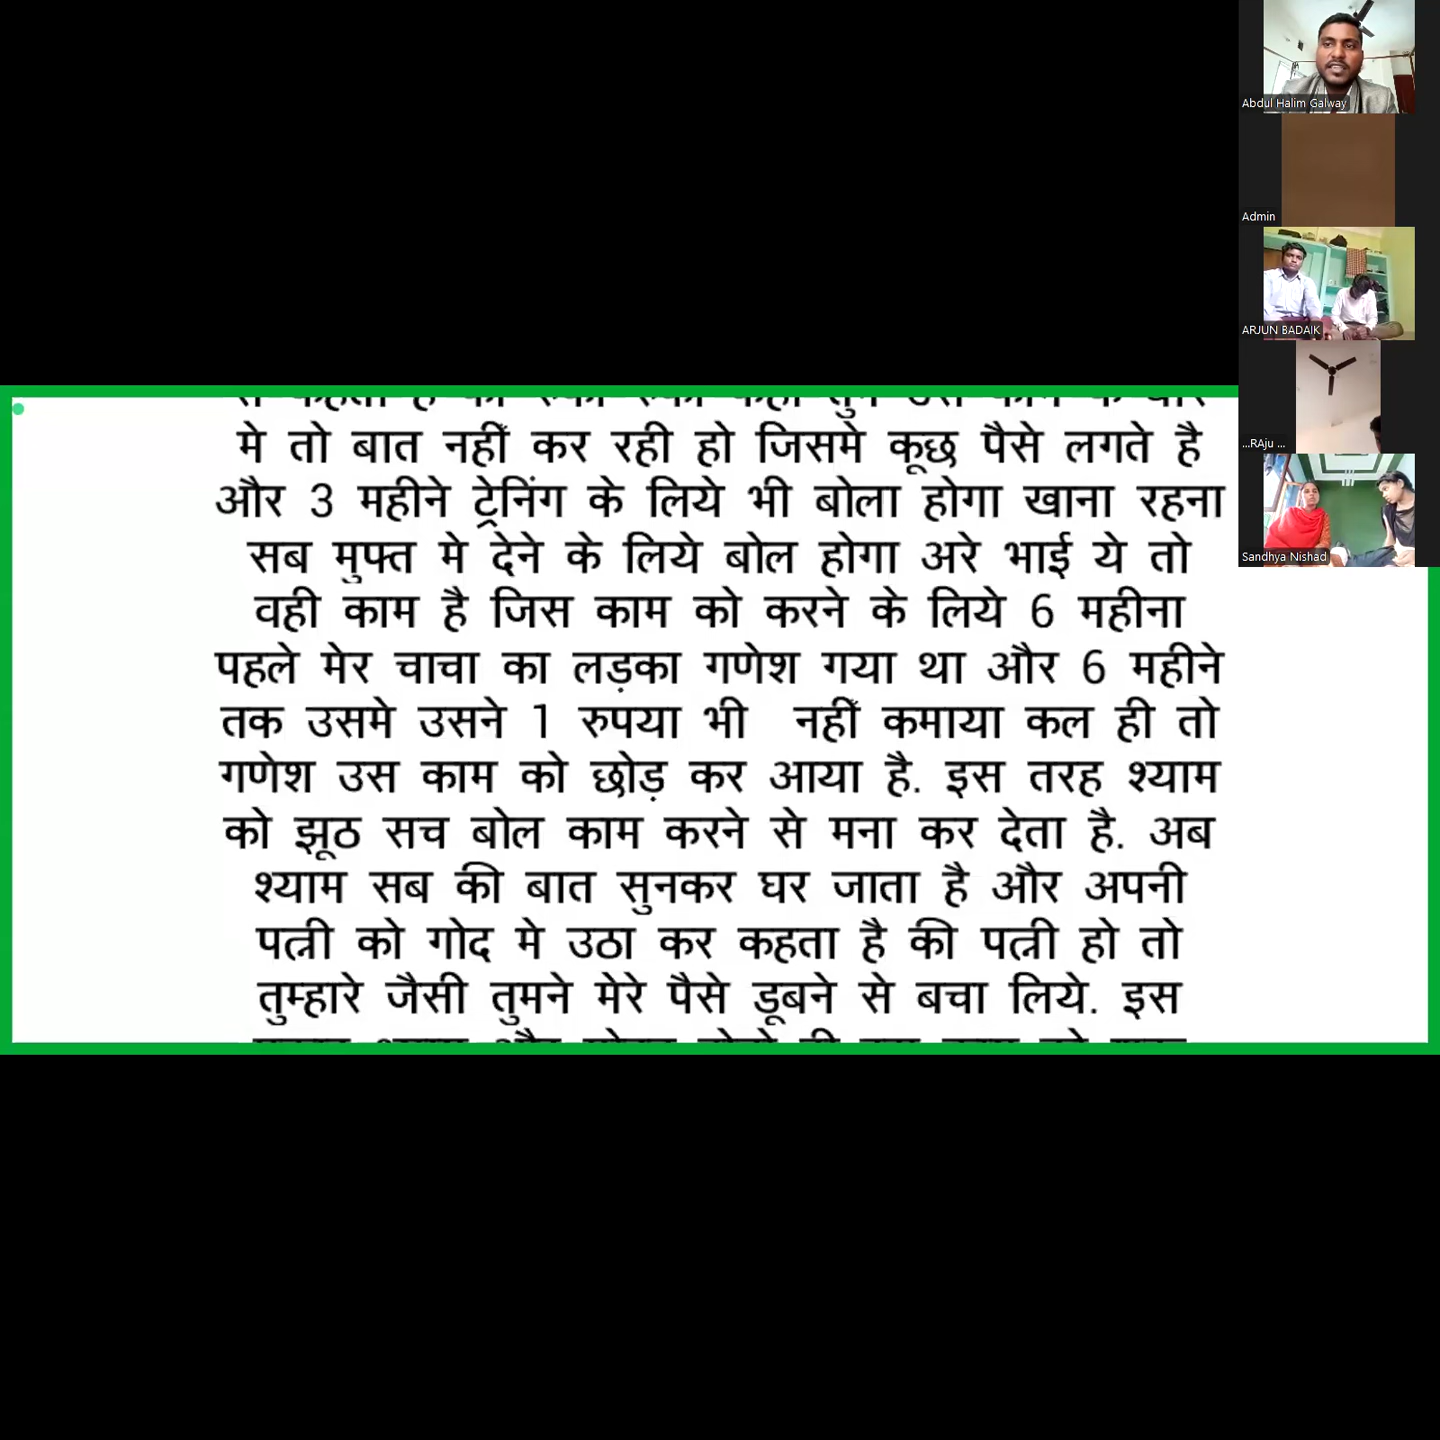 मे तो बात नहीं कर रही हो जिसमे कूछ पैसे लगते है
और 3 महीने ट्रेनिंग के लिये भी बोला होगा खाना रहना
सब मुफ्त मे देने के लिये बोल होगा अरे भाई ये तो
वही काम है जिस काम को करने के लिये 6 महीना
पहले मेर चाचा का लड़का गणेश गया था और 6 महीने
तक उसमे उसने 1 रुपया भी नहीं कमाया कल ही तो
गणेश उस काम को छोड़ कर आया है. इस तरह श्याम
को झूठ सच बोल काम करने से मना कर देता है. अब
श्याम सब की बात सुनकर घर जाता है और अपनी
पत्नी को गोद मे उठा कर कहता है की पत्नी हो तो
तुम्हारे जैसी तुमने मेरे पैसे डूबने से बचा लिये. इस
Abdul Halim Galway
Admin
ARJUN BADAIK
...RAju ...
Sandhya Nishad